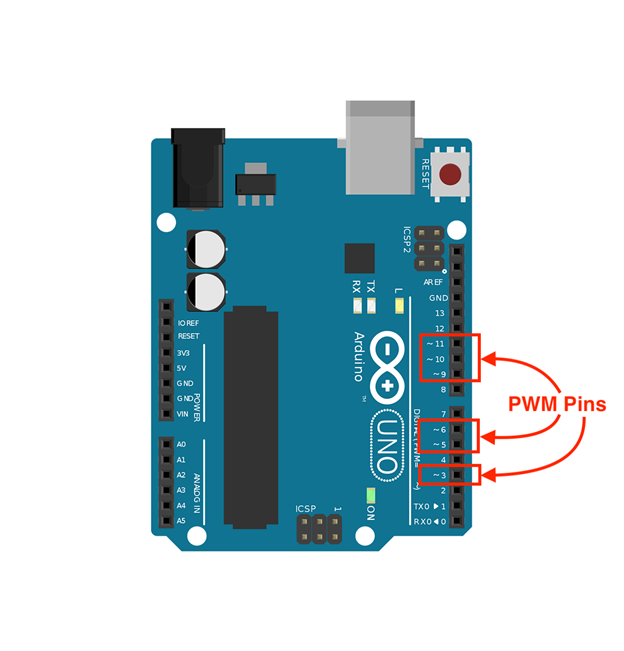 RESET
ICSP2
AREF
GND
13
12
~11
~10
~9
8
7
~6
~5
4
~3
2
TX0▶1
RX0◀0
DIGITAL (PWM= ~)
PWM Pins
RX
TX
L
Arduino
TM
UNO
ON
ICSP
1
IOREF
RESET
3V3
5V
GND
GND
VIN
POWER
A0
A1
A2
A3
A4
A5
ANALOG IN